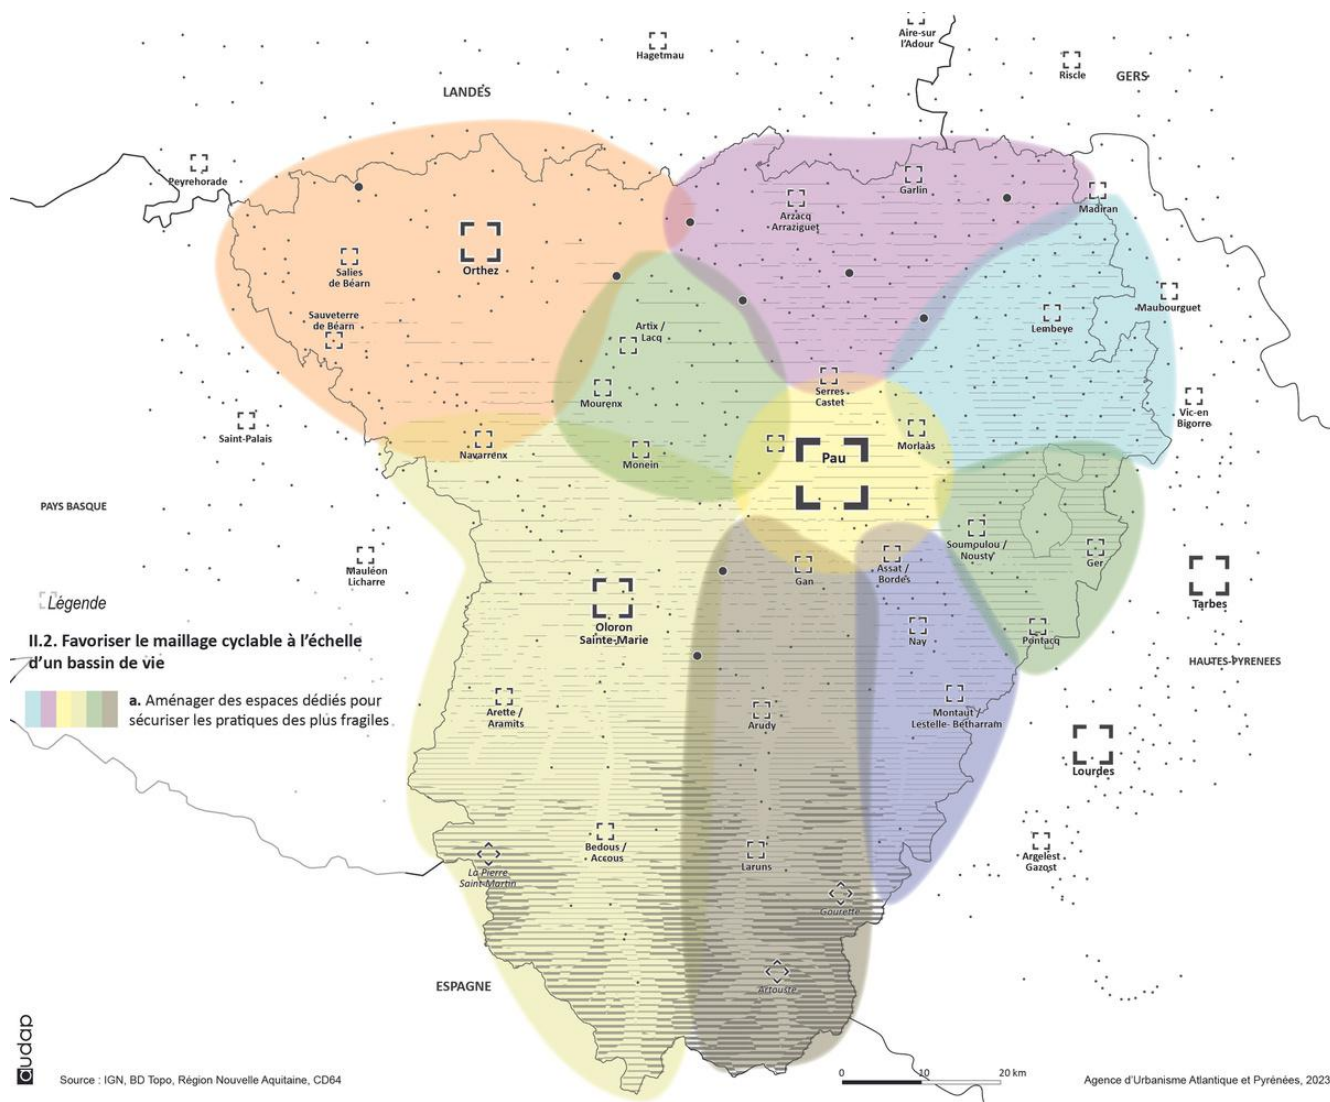 Aire-sur
l'Adour
Hagetmau
Riscle
GERS
LANDES
Peyrehorade
Garlin
Madiran
Arzacq
Arraziguet
Orthez
Salies
de Béarn
Maubourguet
Sauveterre
de Béarn
Artix /
Lacq
Lembeye
Serres
Castet
Mourenx
Vic-en
Bigorre
Saint-Palais
Morlaàs
Navarrenx
Monein
Pau
PAYS BASQUE
Soumoulou /
Nousty
Ger
Mauléon
Licharre
Gan
Assat /
Bordes
Tarbes
Légende
Oloron
Sainte-Marie
Nay
Pontacq
II.2. Favoriser le maillage cyclable à l'échelle
d'un bassin de vie
HAUTES-PYRENEES
a. Aménager des espaces dédiés pour
sécuriser les pratiques des plus fragiles
Arette /
Aramits
Arudy
Montaut /
Lestelle- Bétharram
Lourdes
Bedous /
Accous
Laruns
Argelest
Gazost
La Pierre
Saint-Martin
Gourette
Artouste
ESPAGNE
audap
Source : IGN, BD Topo, Région Nouvelle Aquitaine, CD64
0 10 20 km
Agence d'Urbanisme Atlantique et Pyrénées, 2023